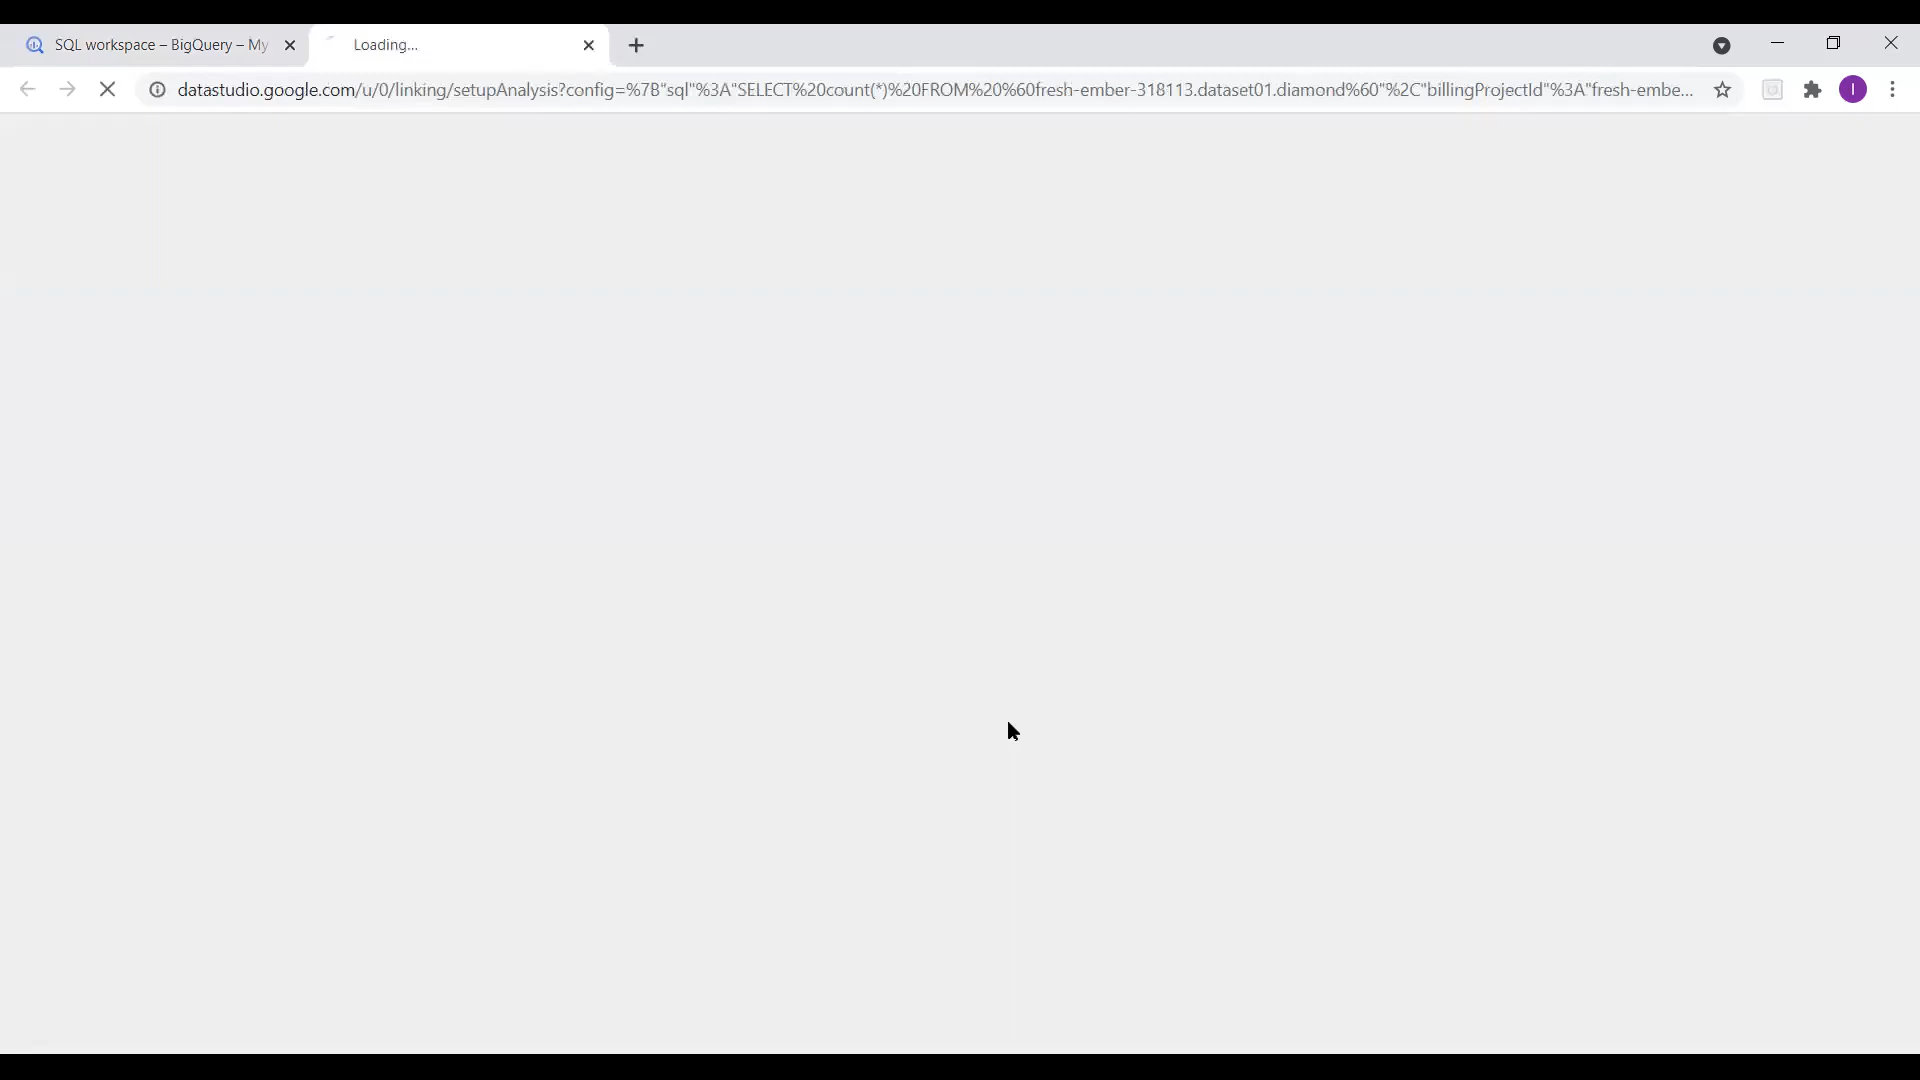 SQL workspace – BigQuery – My
Loading...
datastudio.google.com/u/0/linking/setupAnalysis?config=%7B"sql"%3A"SELECT%20count(*)%20FROM%20%60fresh-ember-318113.dataset01.diamond%60"%2C"billingProjectId"%3A"fresh-embe...
I